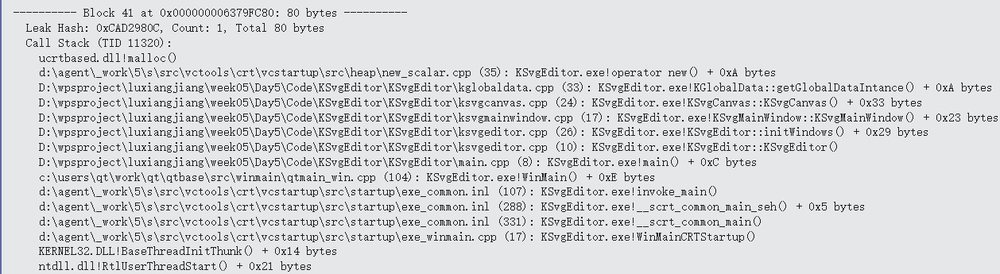 ---------- Block 41 at 0x000000006379FC80: 80 bytes ----------
Leak Hash: 0xCAD2980C, Count: 1, Total 80 bytes
Call Stack (TID 11320):
ucrtbased.dll!malloc()
d:\agent\_work\5\s\src\vctools\crt\vcstartup\src\heap\new_scalar.cpp (35): KSvgEditor.exe!operator new() + 0xA bytes
D:\wpsproject\luxiangjiang\week05\Day5\Code\KSvgEditor\KSvgEditor\kglobaldata.cpp (33): KSvgEditor.exe!KGlobalData::getGlobalDataIntance() + 0xA bytes
D:\wpsproject\luxiangjiang\week05\Day5\Code\KSvgEditor\KSvgEditor\ksvgcanvas.cpp (24): KSvgEditor.exe!KSvgCanvas::KSvgCanvas() + 0x33 bytes
D:\wpsproject\luxiangjiang\week05\Day5\Code\KSvgEditor\KSvgEditor\ksvgmainwindow.cpp (17): KSvgEditor.exe!KSvgMainWindow::KSvgMainWindow() + 0x23 bytes
D:\wpsproject\luxiangjiang\week05\Day5\Code\KSvgEditor\KSvgEditor\ksvgeditor.cpp (26): KSvgEditor.exe!KSvgEditor::initWindows() + 0x29 bytes
D:\wpsproject\luxiangjiang\week05\Day5\Code\KSvgEditor\KSvgEditor\ksvgeditor.cpp (10): KSvgEditor.exe!KSvgEditor::KSvgEditor()
D:\wpsproject\luxiangjiang\week05\Day5\Code\KSvgEditor\KSvgEditor\main.cpp (8): KSvgEditor.exe!main() + 0xC bytes
c:\users\qt\work\qt\qtbase\src\winmain\qtmain_win.cpp (104): KSvgEditor.exe!WinMain() + 0xE bytes
d:\agent\_work\5\s\src\vctools\crt\vcstartup\src\startup\exe_common.inl (107): KSvgEditor.exe!invoke_main()
d:\agent\_work\5\s\src\vctools\crt\vcstartup\src\startup\exe_common.inl (288): KSvgEditor.exe!__scrt_common_main_seh() + 0x5 bytes
d:\agent\_work\5\s\src\vctools\crt\vcstartup\src\startup\exe_common.inl (331): KSvgEditor.exe!__scrt_common_main()
d:\agent\_work\5\s\src\vctools\crt\vcstartup\src\startup\exe_winmain.cpp (17): KSvgEditor.exe!WinMainCRTStartup()
KERNEL32.DLL!BaseThreadInitThunk() + 0x14 bytes
ntdll.dll!RtlUserThreadStart() + 0x21 bytes